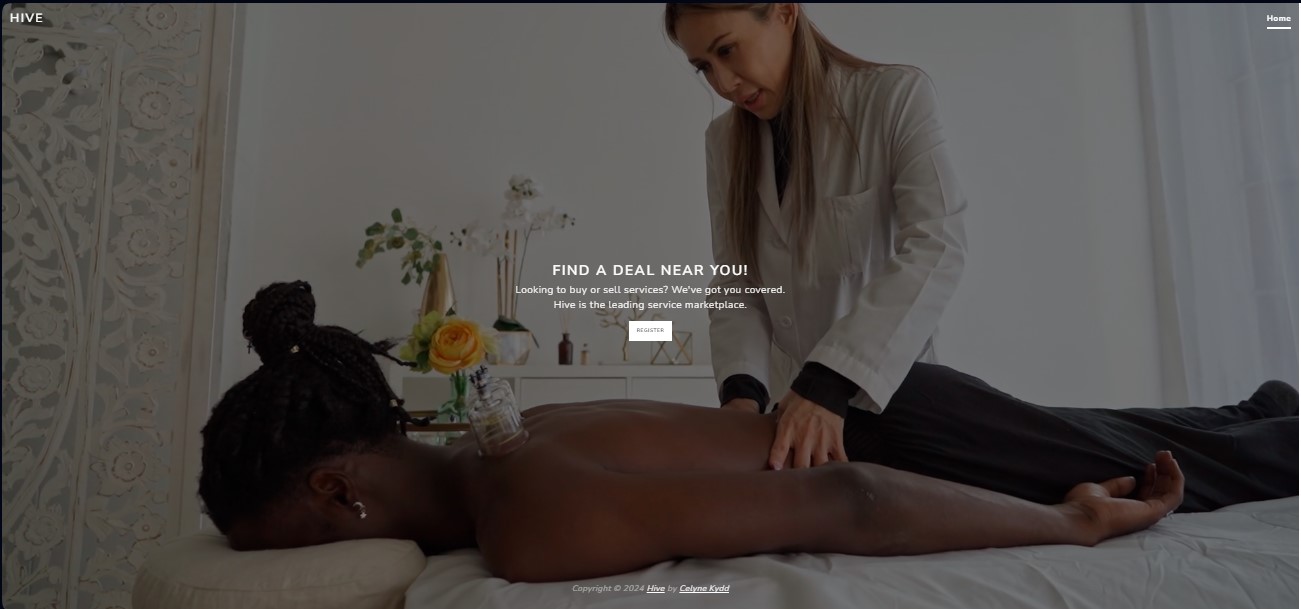 HIVE
Home
FIND A DEAL NEAR YOU!
Looking to buy or sell services? We've got you covered.
Hive is the leading service marketplace.
REGISTER
Copyright © 2024 Hive by Celyne Kydd